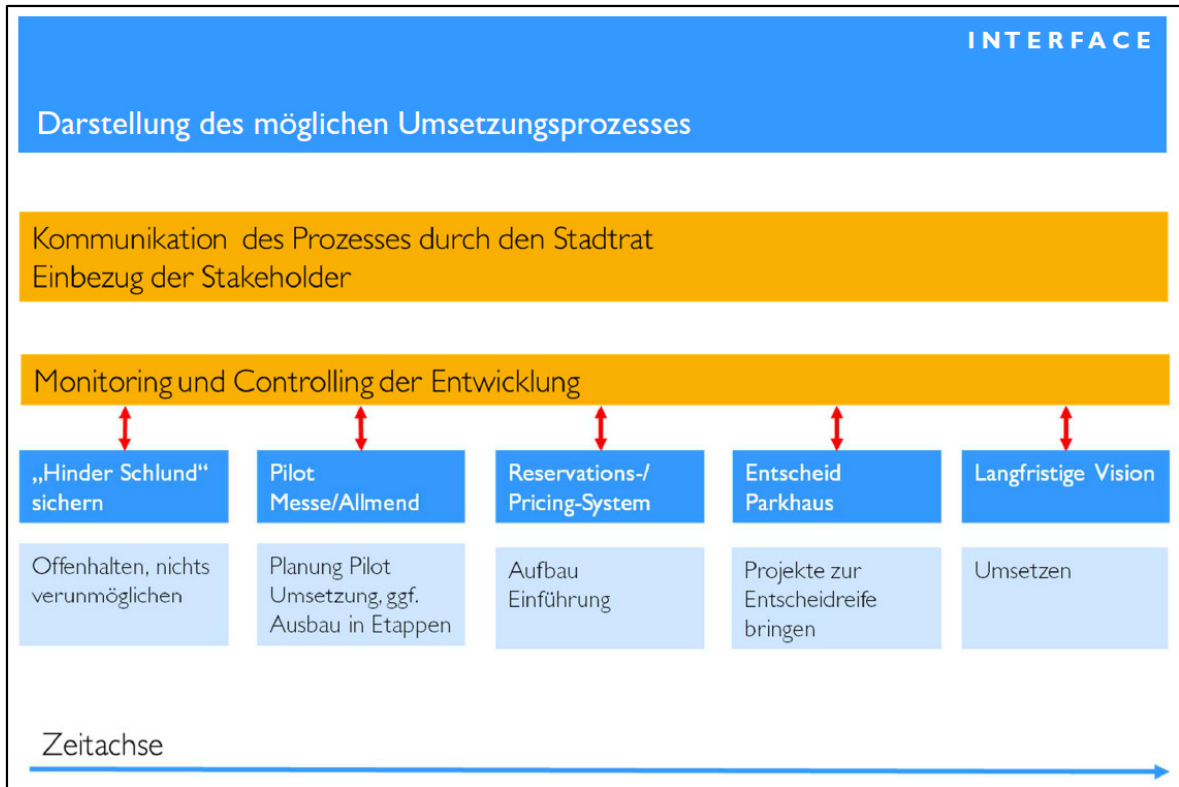 INTERFACE
Darstellung des möglichen Umsetzungsprozesses
Kommunikation des Prozesses durch den Stadtrat
Einbezug der Stakeholder
Monitoring und Controlling der Entwicklung
„Hinder Schlund“
sichern
Pilot
Messe/Allmend
Reservations-/
Pricing-System
Entscheid
Parkhaus
Langfristige Vision
Offenhalten, nichts
verunmöglichen
Planung Pilot
Umsetzung, ggf.
Ausbau in Etappen
Aufbau
Einführung
Projekte zur
Entscheidreife
bringen
Umsetzen
Zeitachse